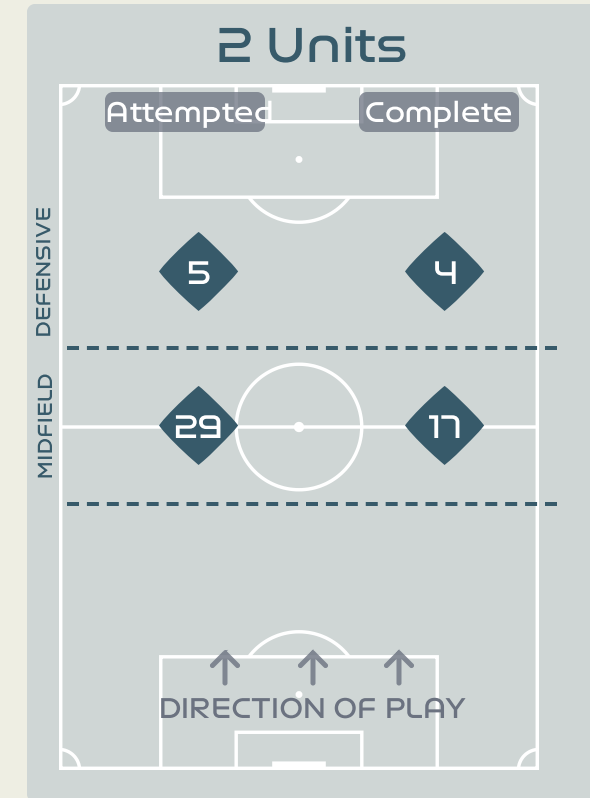 2 Units
Attempted Complete
DEFENSIVE
5 4
MIDFIELD
29 17
DIRECTION OF PLAY